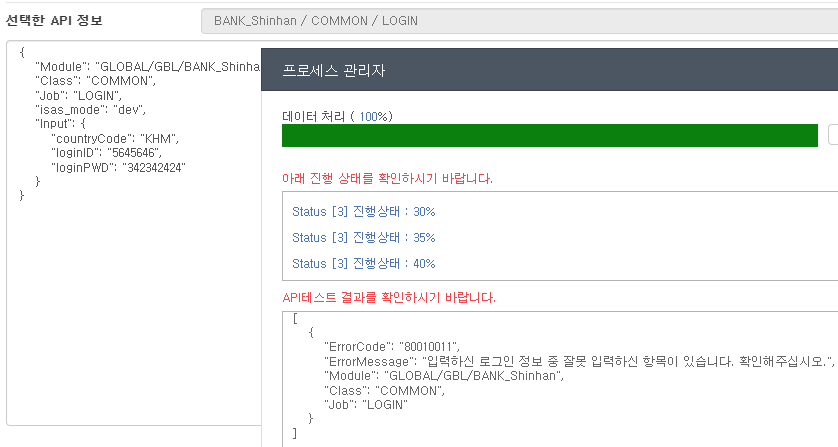 선택한 API 정보
BANK_Shinhan / COMMON / LOGIN
{
"Module": "GLOBAL/GBL/BANK_Shinha
"Class": "COMMON",
"Job": "LOGIN",
"isas_mode": "dev",
"Input": {
"countryCode": "KHM",
"loginID": "5645646",
"loginPWD": "342342424"
}
}
프로세스 관리자
데이터 처리 ( 100%)
아래 진행 상태를 확인하시기 바랍니다.
Status [3] 진행상태 : 30%
Status [3] 진행상태 : 35%
Status [3] 진행상태 : 40%
API테스트 결과를 확인하시기 바랍니다.
[
{
"ErrorCode": "80010011",
"ErrorMessage": "입력하신 로그인 정보 중 잘못 입력하신 항목이 있습니다. 확인해주십시오.",
"Module": "GLOBAL/GBL/BANK_Shinhan",
"Class": "COMMON",
"Job": "LOGIN"
}
]